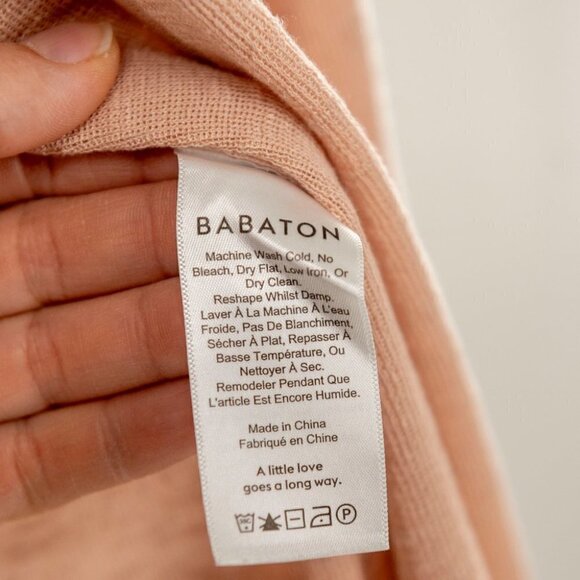 BABATON
Machine Wash Cold, No
Bleach, Dry Flat, Low Iron, Or
Dry Clean.
Reshape Whilst Damp.
Laver À La Machine À L'eau
Froide, Pas De Blanchiment,
Sécher À Plat, Repasser À
Basse Température, Ou
Nettoyer À Sec.
Remodeler Pendant Que
L'article Est Encore Humide.
Made in China
Fabriqué en Chine
A little love
goes a long way.
P